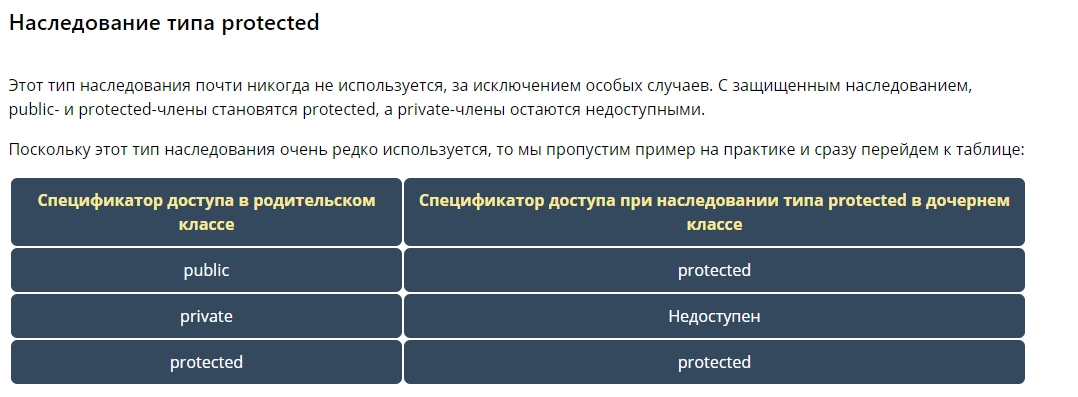 Наследование типа protected
Этот тип наследования почти никогда не используется, за исключением особых случаев. С защищенным наследованием,
public- и protected-члены становятся protected, а private-члены остаются недоступными.
Поскольку этот тип наследования очень редко используется, то мы пропустим пример на практике и сразу перейдем к таблице:
Спецификатор доступа в родительском
классе
Спецификатор доступа при наследовании типа protected в дочернем
классе
public
protected
private
Недоступен
protected
protected